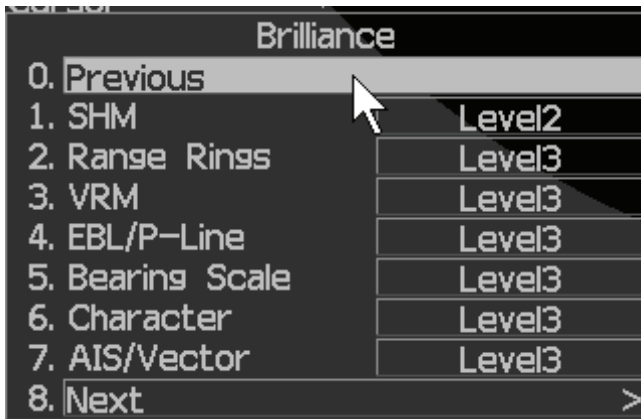 Cursor
Brilliance
0. Previous
1. SHM Level2
2. Range Rings Level3
3. VRM Level3
4. EBL/P-Line Level3
5. Bearing Scale Level3
6. Character Level3
7. AIS/Vector Level3
8. Next >